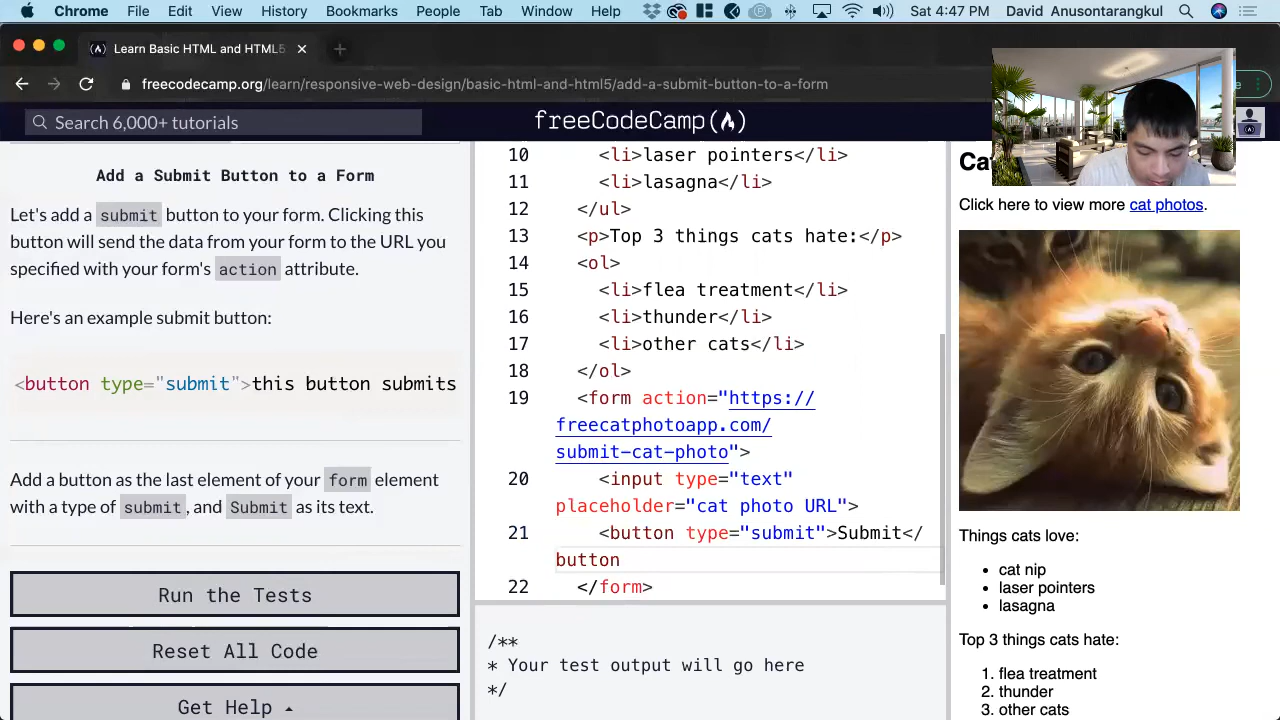 Chrome File Edit View History Bookmarks People Tab Window Help Sat 4:47 PM David Anusontarangkul
Learn Basic HTML and HTML5
freecodecamp.org/learn/responsive-web-design/basic-html-and-html5/add-a-submit-button-to-a-form
Search 6,000+ tutorials
freeCodeCamp
Add a Submit Button to a Form
Let's add a submit button to your form. Clicking this
button will send the data from your form to the URL you
specified with your form's action attribute.
Here's an example submit button:
<button type="submit">this button submits
Add a button as the last element of your form element
with a type of submit, and Submit as its text.
Run the Tests
Reset All Code
Get Help
10 <li>laser pointers</li>
11 <li>lasagna</li>
12 </ul>
13 <p>Top 3 things cats hate:</p>
14 <ol>
15 <li>flea treatment</li>
16 <li>thunder</li>
17 <li>other cats</li>
18 </ol>
19 <form action="https://
freecatphotoapp.com/
submit-cat-photo">
20 <input type="text"
placeholder="cat photo URL">
21 <button type="submit">Submit</
button
22 </form>
/**
* Your test output will go here
*/
Click here to view more cat photos.
Things cats love:
• cat nip
• laser pointers
• lasagna
Top 3 things cats hate:
1. flea treatment
2. thunder
3. other cats